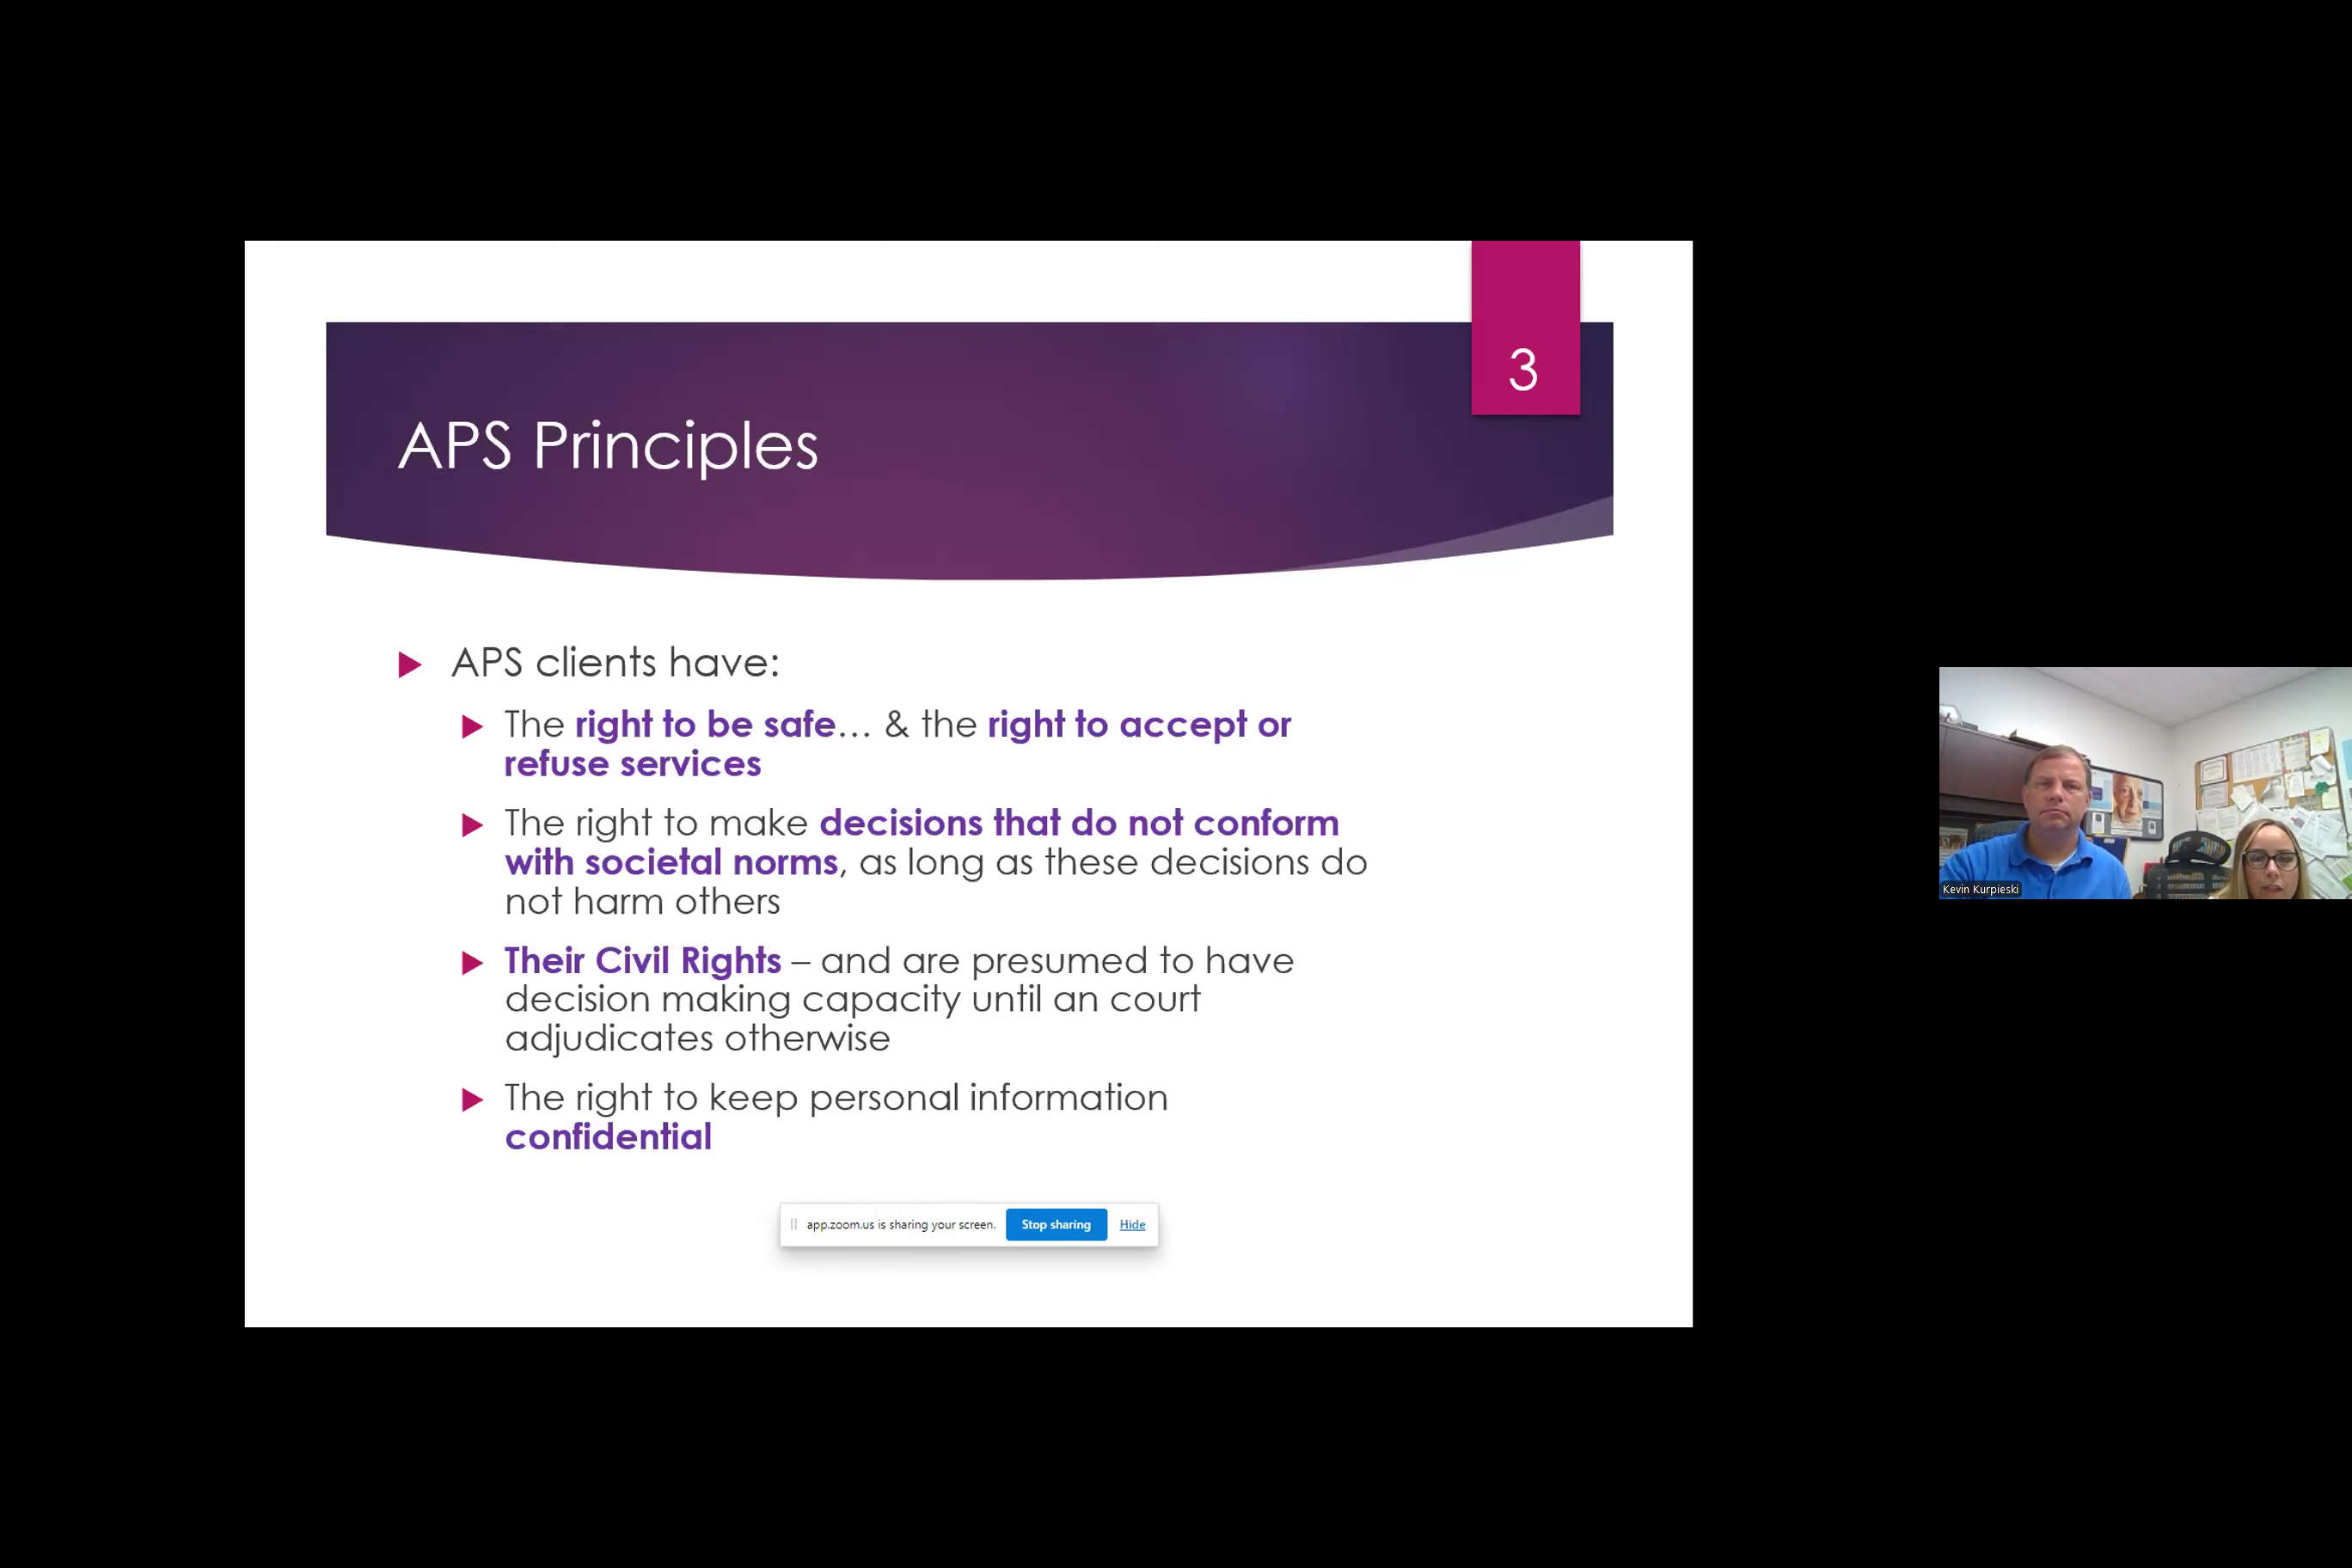 3
APS Principles
APS clients have:
The right to be safe… & the right to accept or
refuse services
The right to make decisions that do not conform
with societal norms, as long as these decisions do
not harm others
Their Civil Rights – and are presumed to have
decision making capacity until an court
adjudicates otherwise
The right to keep personal information
confidential
app.zoom.us is sharing your screen.
Stop sharing
Hide
Kevin Kurpieski